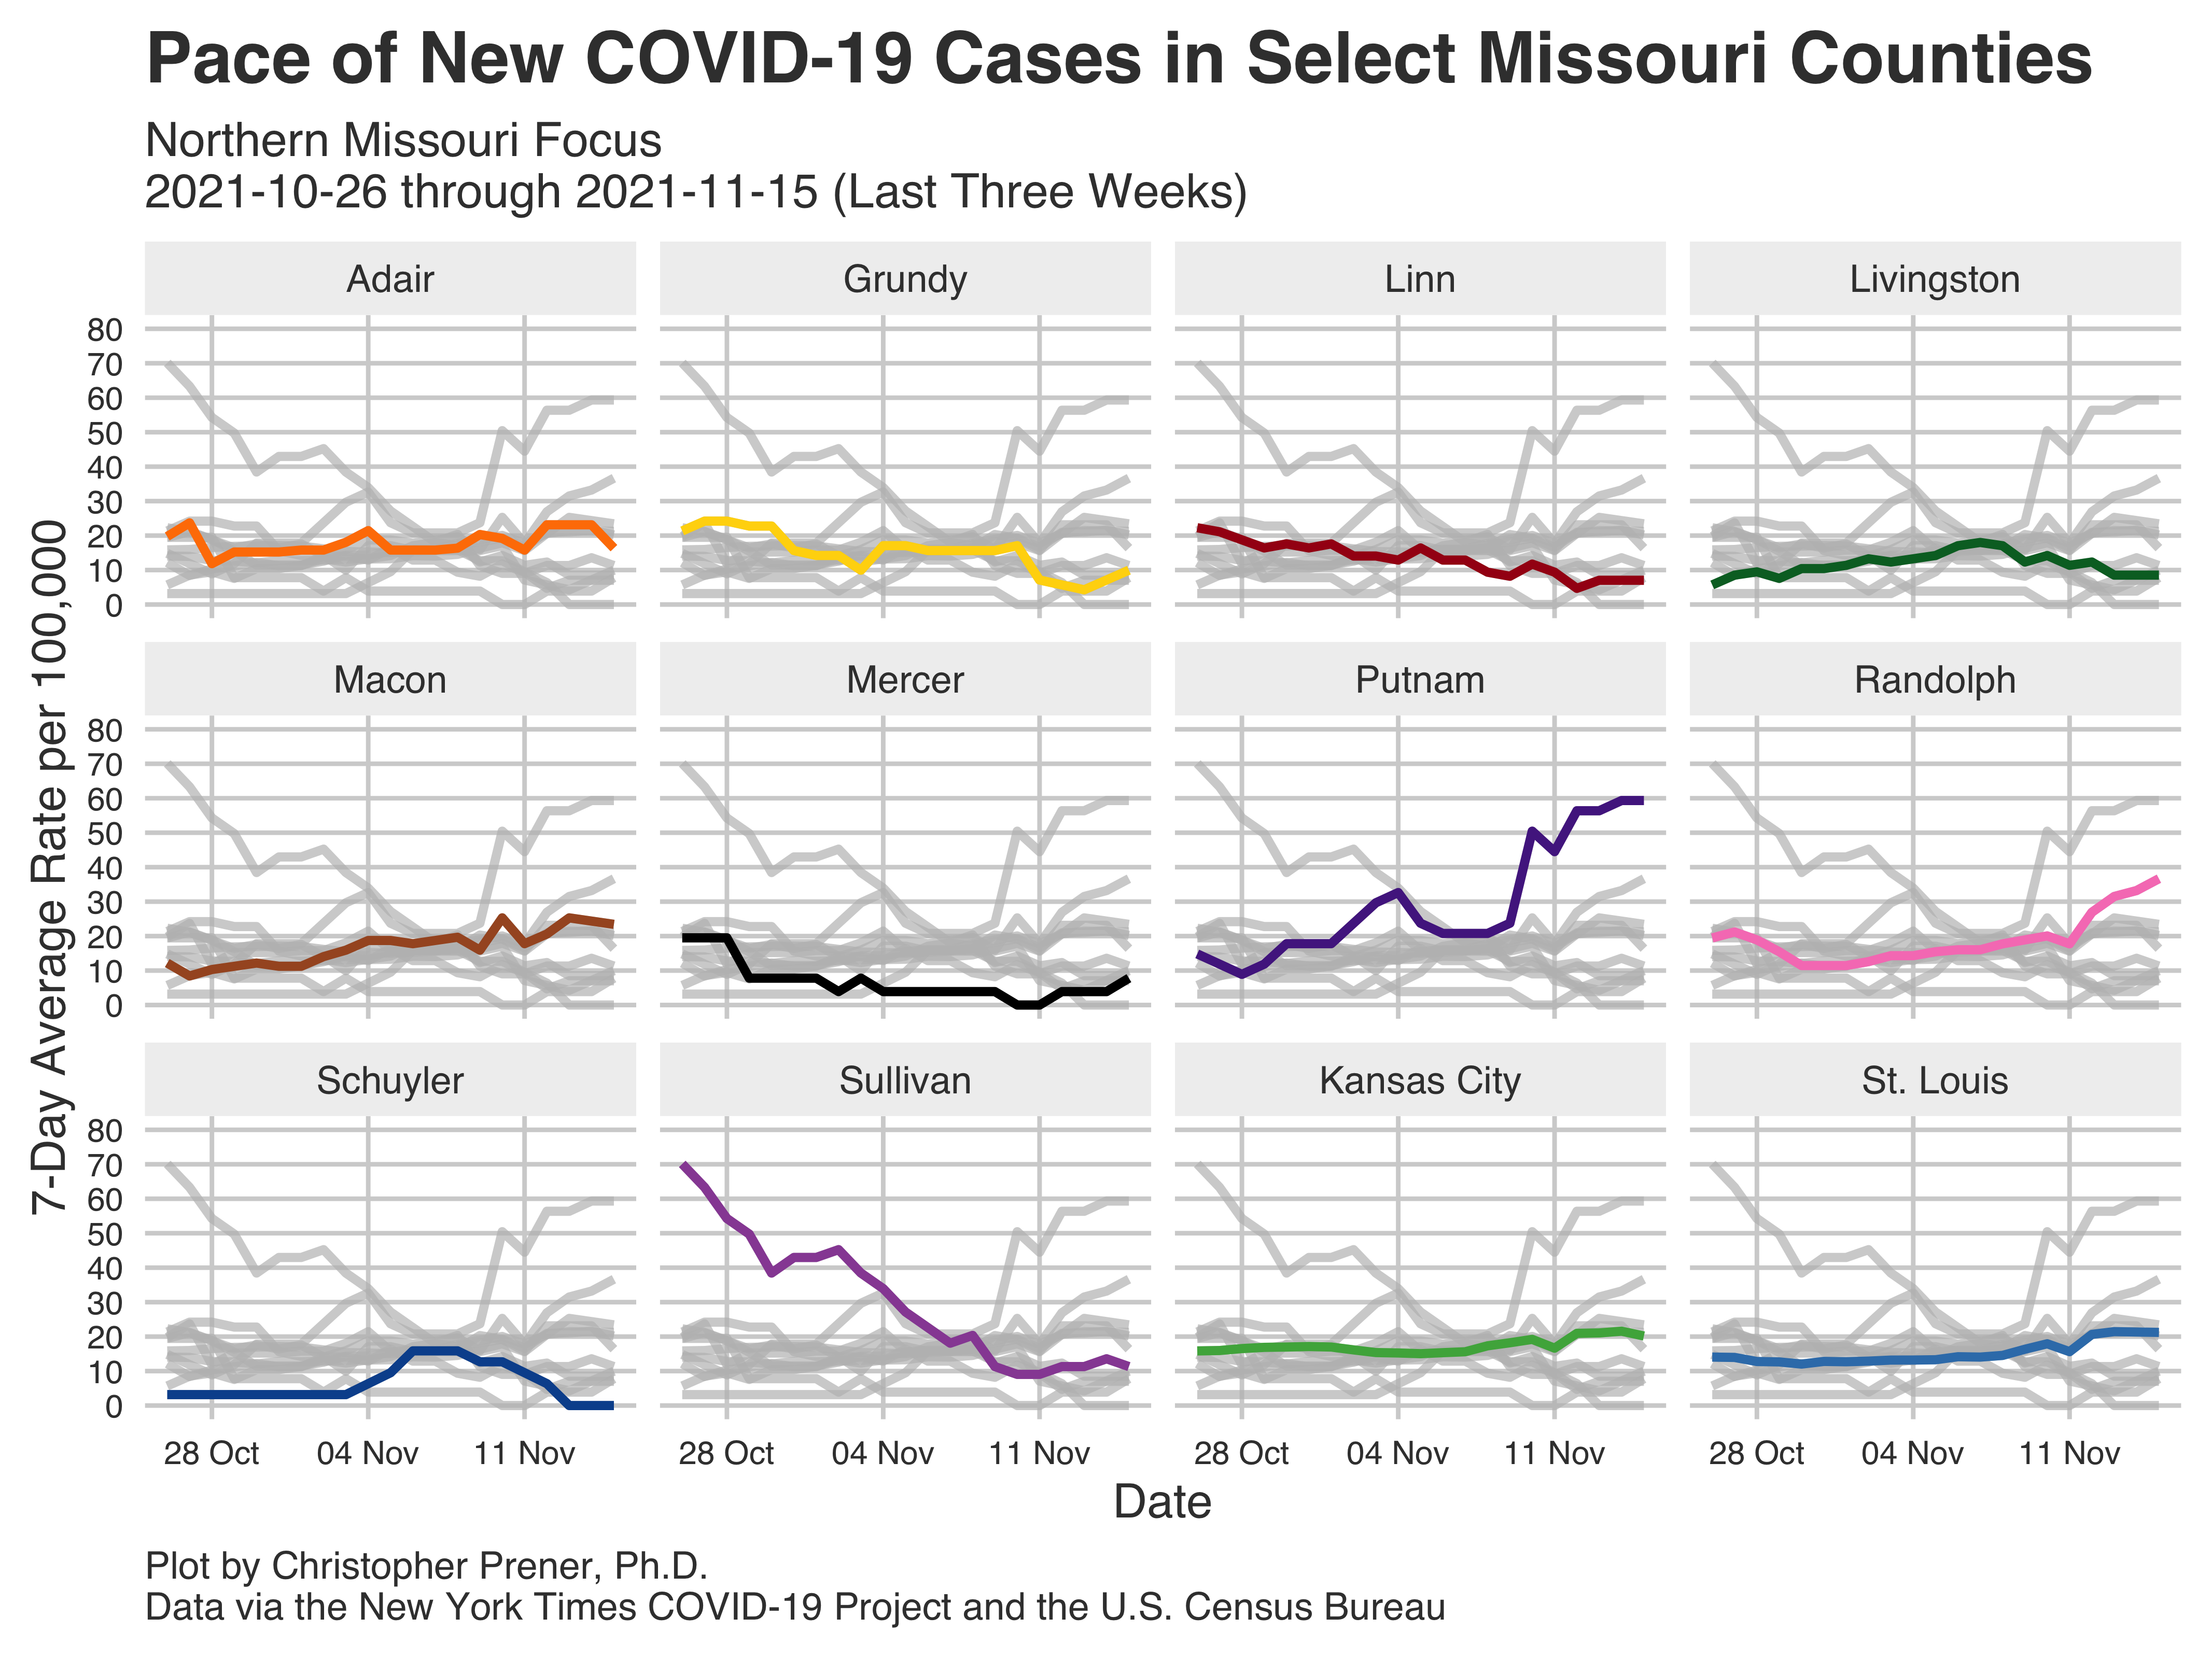 Pace of New COVID-19 Cases in Select Missouri Counties
Northern Missouri Focus
2021-10-26 through 2021-11-15 (Last Three Weeks)
7-Day Average Rate per 100,000
Adair
Grundy
Linn
Livingston
80
70
60
50
40
30
20
10
0
Macon
Mercer
Putnam
Randolph
80
70
60
50
40
30
20
10
0
Schuyler
Sullivan
Kansas City
St. Louis
80
70
60
50
40
30
20
10
0
28 Oct
04 Nov
11 Nov
28 Oct
04 Nov
11 Nov
28 Oct
04 Nov
11 Nov
28 Oct
04 Nov
11 Nov
Date
Plot by Christopher Prener, Ph.D.
Data via the New York Times COVID-19 Project and the U.S. Census Bureau